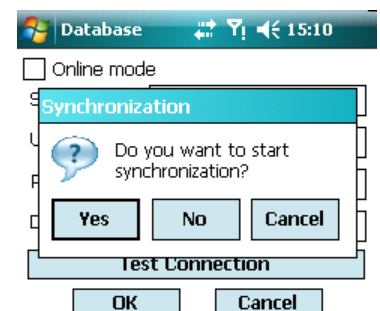 Database 15:10
Online mode
S
Synchronization
U
Do you want to start
synchronization?
P
D
Yes No Cancel
Test Connection
OK Cancel